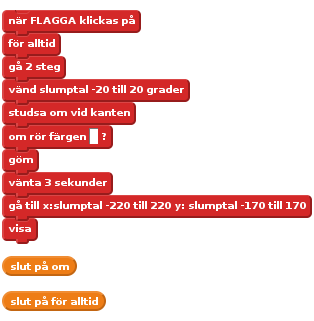 när FLAGGA klickas på
för alltid
gå 2 steg
vänd slumptal -20 till 20 grader
studsa om vid kanten
om rör färgen ?
göm
vänta 3 sekunder
gå till x:slumptal -220 till 220 y: slumptal -170 till 170
visa
slut på om
slut på för alltid